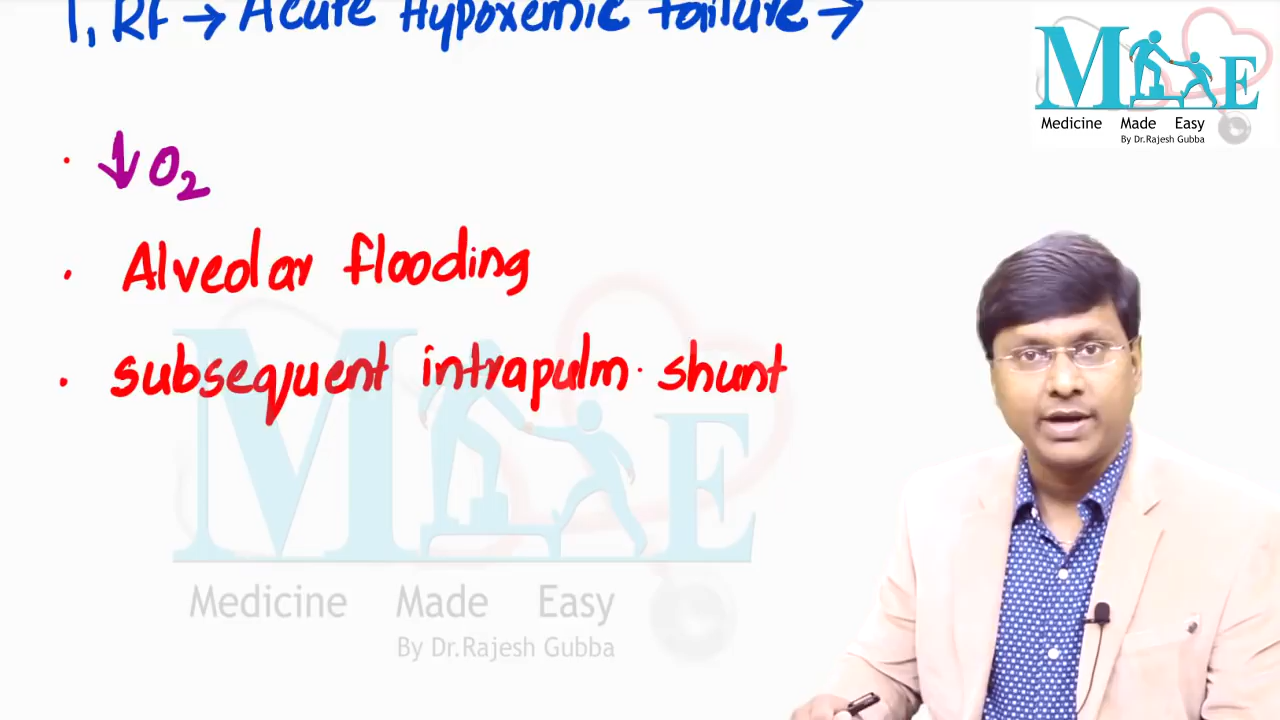 1, RF → Acute Hypoxemic failure →
M E
Medicine Made Easy
By Dr.Rajesh Gubba
· ↓ O2
· Alveolar flooding
· subsequent intrapulm. shunt
M E
Medicine Made Easy
By Dr.Rajesh Gubba